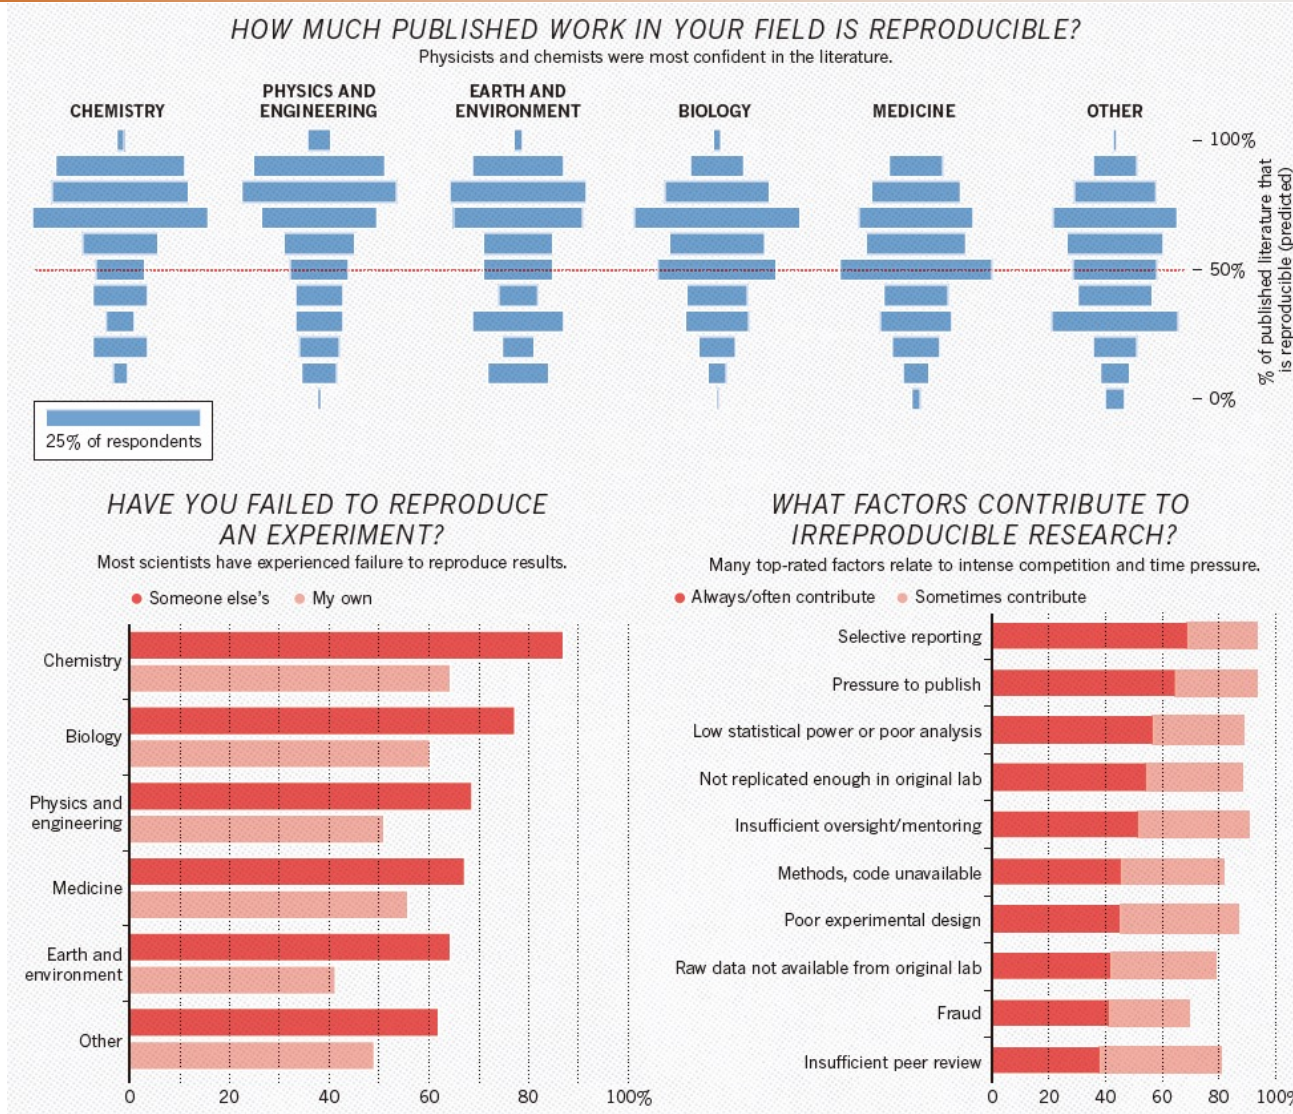 HOW MUCH PUBLISHED WORK IN YOUR FIELD IS REPRODUCIBLE?
Physicists and chemists were most confident in the literature.
CHEMISTRY
PHYSICS AND
ENGINEERING
EARTH AND
ENVIRONMENT
BIOLOGY
MEDICINE
OTHER
100%
50%
0%
% of published literature that
is reproducible (predicted)
25% of respondents
HAVE YOU FAILED TO REPRODUCE
AN EXPERIMENT?
Most scientists have experienced failure to reproduce results.
Someone else's
My own
Chemistry
Biology
Physics and
engineering
Medicine
Earth and
environment
Other
0 20 40 60 80 100%
WHAT FACTORS CONTRIBUTE TO
IRREPRODUCIBLE RESEARCH?
Many top-rated factors relate to intense competition and time pressure.
Always/often contribute
Sometimes contribute
Selective reporting
Pressure to publish
Low statistical power or poor analysis
Not replicated enough in original lab
Insufficient oversight/mentoring
Methods, code unavailable
Poor experimental design
Raw data not available from original lab
Fraud
Insufficient peer review
0 20 40 60 80 100%